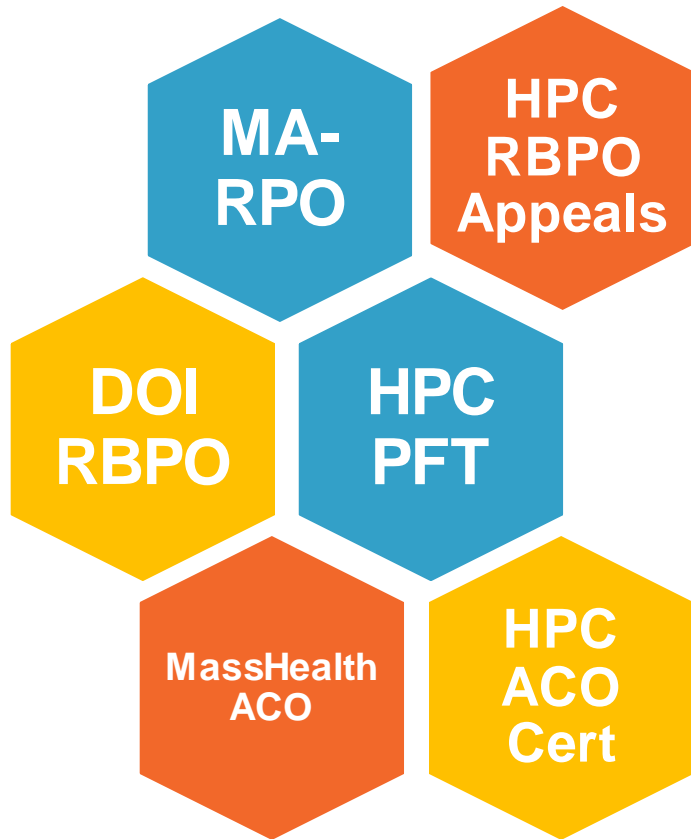 MA-
RPO
HPC
RBPO
Appeals
DOI
RBPO
HPC
PFT
MassHealth
ACO
HPC
ACO
Cert